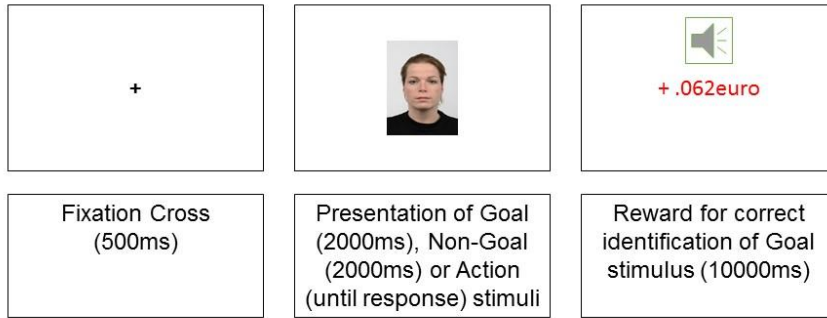 +
+ .062euro
Fixation Cross
(500ms)
Presentation of Goal
(2000ms), Non-Goal
(2000ms) or Action
(until response) stimuli
Reward for correct
identification of Goal
stimulus (10000ms)